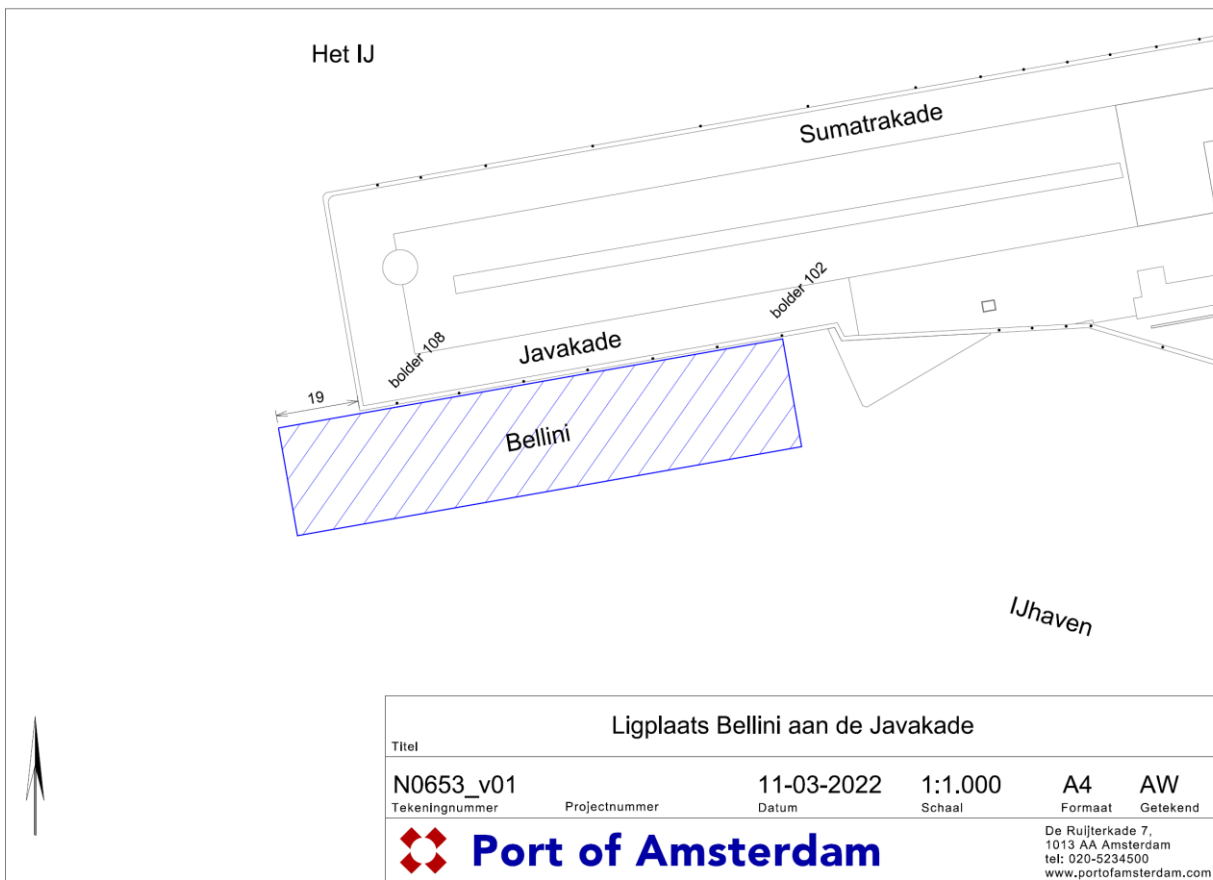 Het IJ
Sumatrakade
bolder 102
bolder 108
Javakade
19
Bellini
IJhaven
Ligplaats Bellini aan de Javakade
Titel
N0653_v01 11-03-2022 1:1.000 A4 AW
Tekeningnummer Projectnummer Datum Schaal Formaat Getekend
Port of Amsterdam
De Ruijterkade 7,
1013 AA Amsterdam
tel: 020-5234500
www.portofamsterdam.com